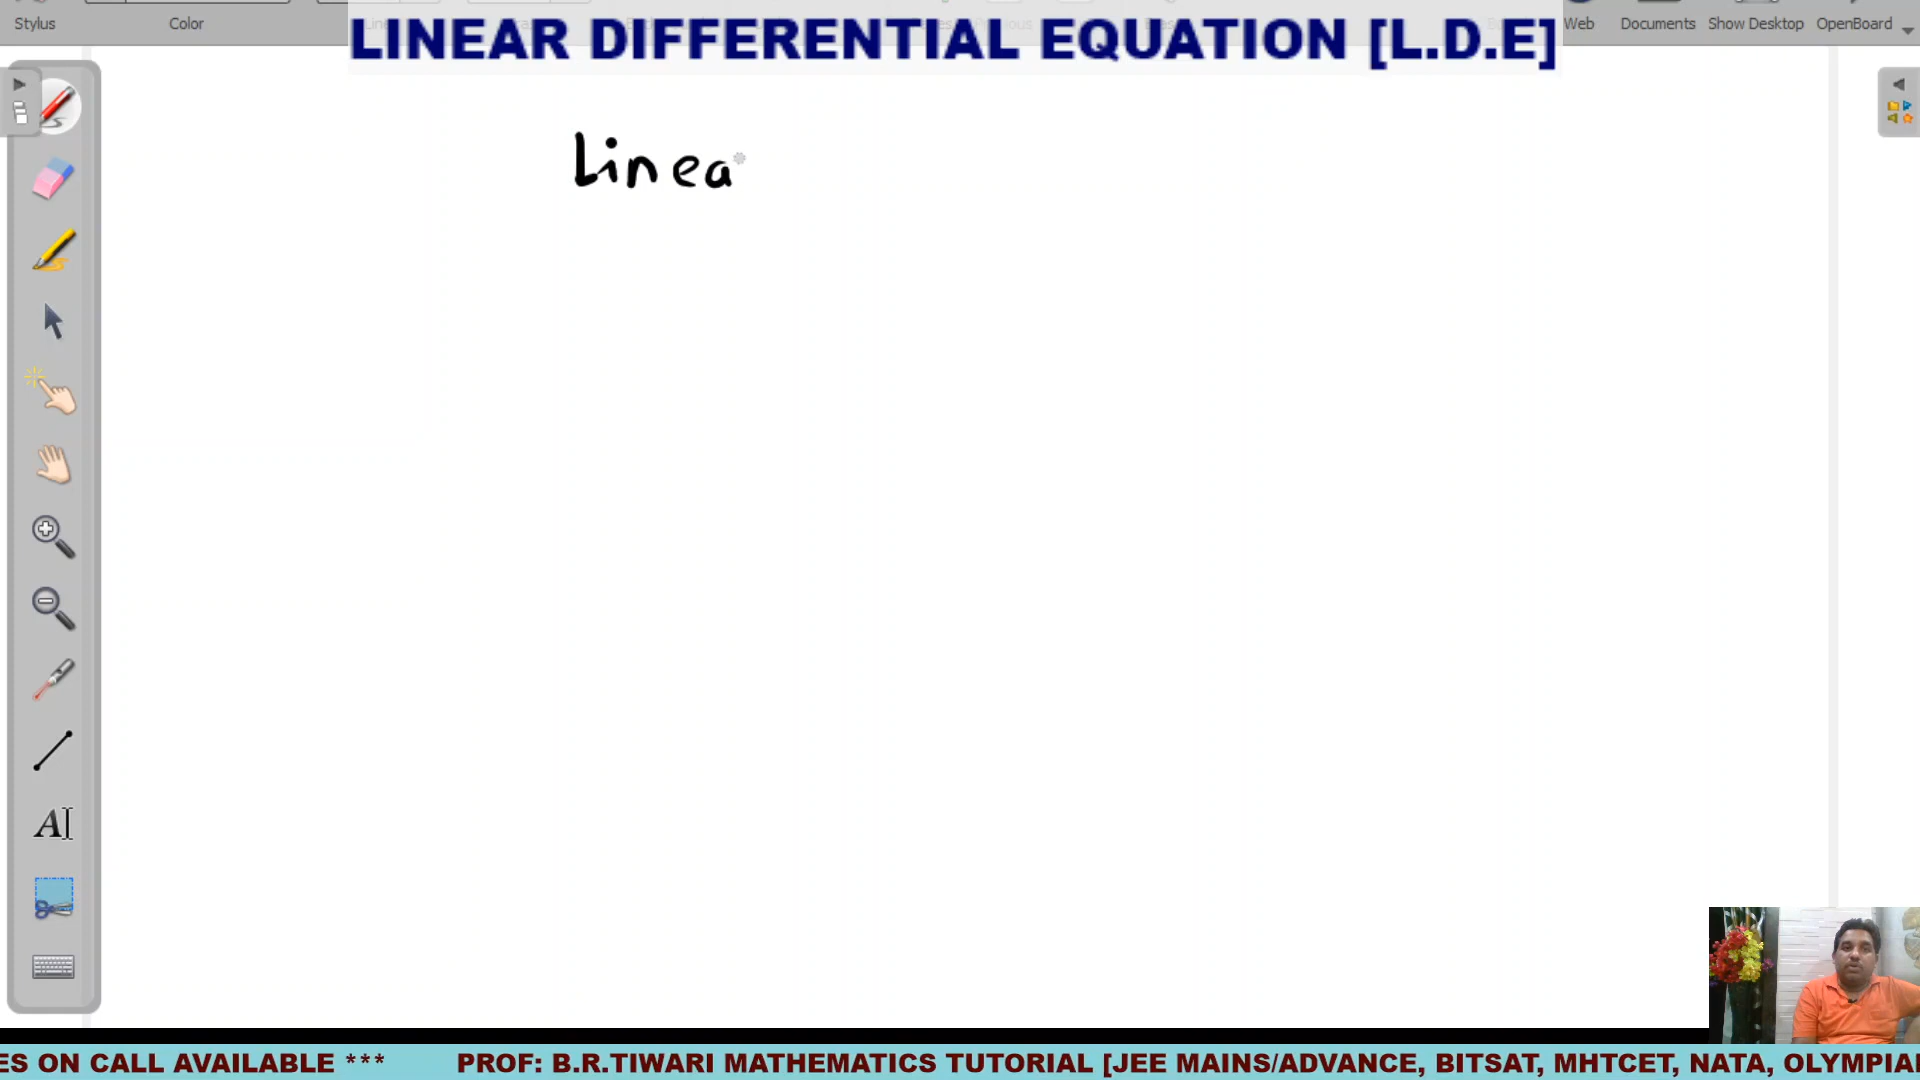 Stylus
Color
Web
Documents
Show Desktop
OpenBoard
LINEAR DIFFERENTIAL EQUATION [L.D.E]
Linea
ES ON CALL AVAILABLE *** PROF: B.R.TIWARI MATHEMATICS TUTORIAL [JEE MAINS/ADVANCE, BITSAT, MHTCET, NATA, OLYMPIA